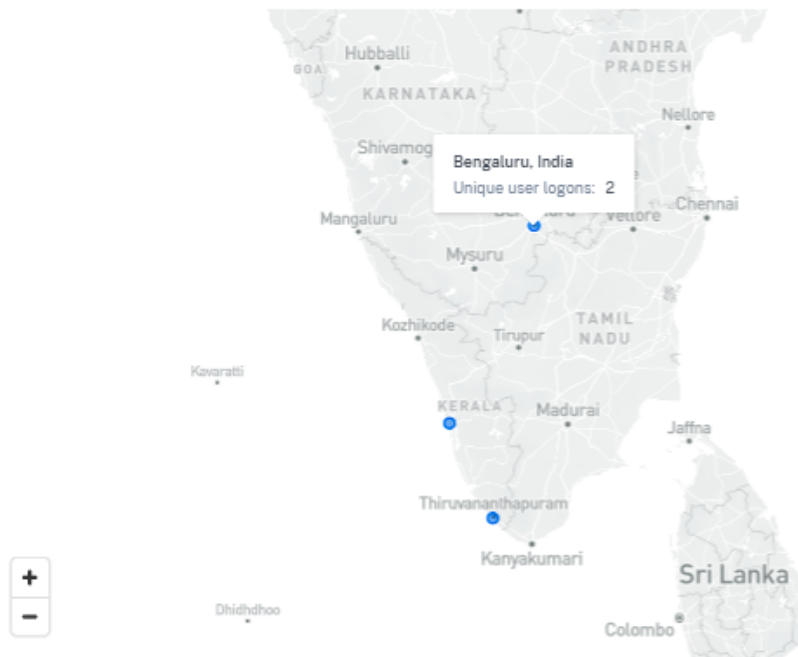 ANDHRA
PRADESH
Hubballi
GOA
KARNATAKA
Nellore
Shivamog
Bengaluru, India
Unique user logons: 2
Chennai
Vellore
Mangaluru
Mysuru
Kozhikode
TAMIL
NADU
Tirupur
Kavaratti
KERALA
Madurai
Jaffna
Thiruvananthapuram
Kanyakumari
+
Sri Lanka
−
Dhidhdhoo
Colombo